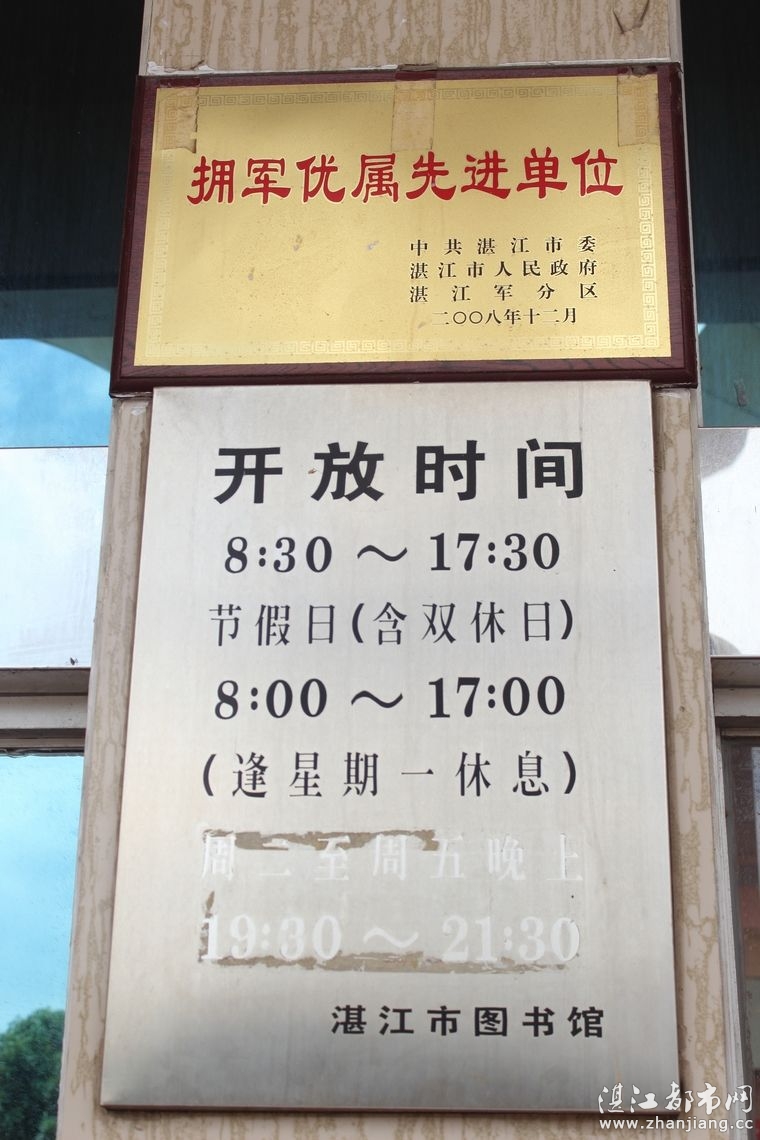 拥军优属先进单位
中共湛江市委
湛江市人民政府
湛江军分区
二〇〇八年十二月
开放时间
8:30～17:30
节假日(含双休日)
8:00～17:00
(逢星期一休息)
周二至周五晚上
19:30～21:30
湛江市图书馆
湛江都市网
www.zhanjiang.cc